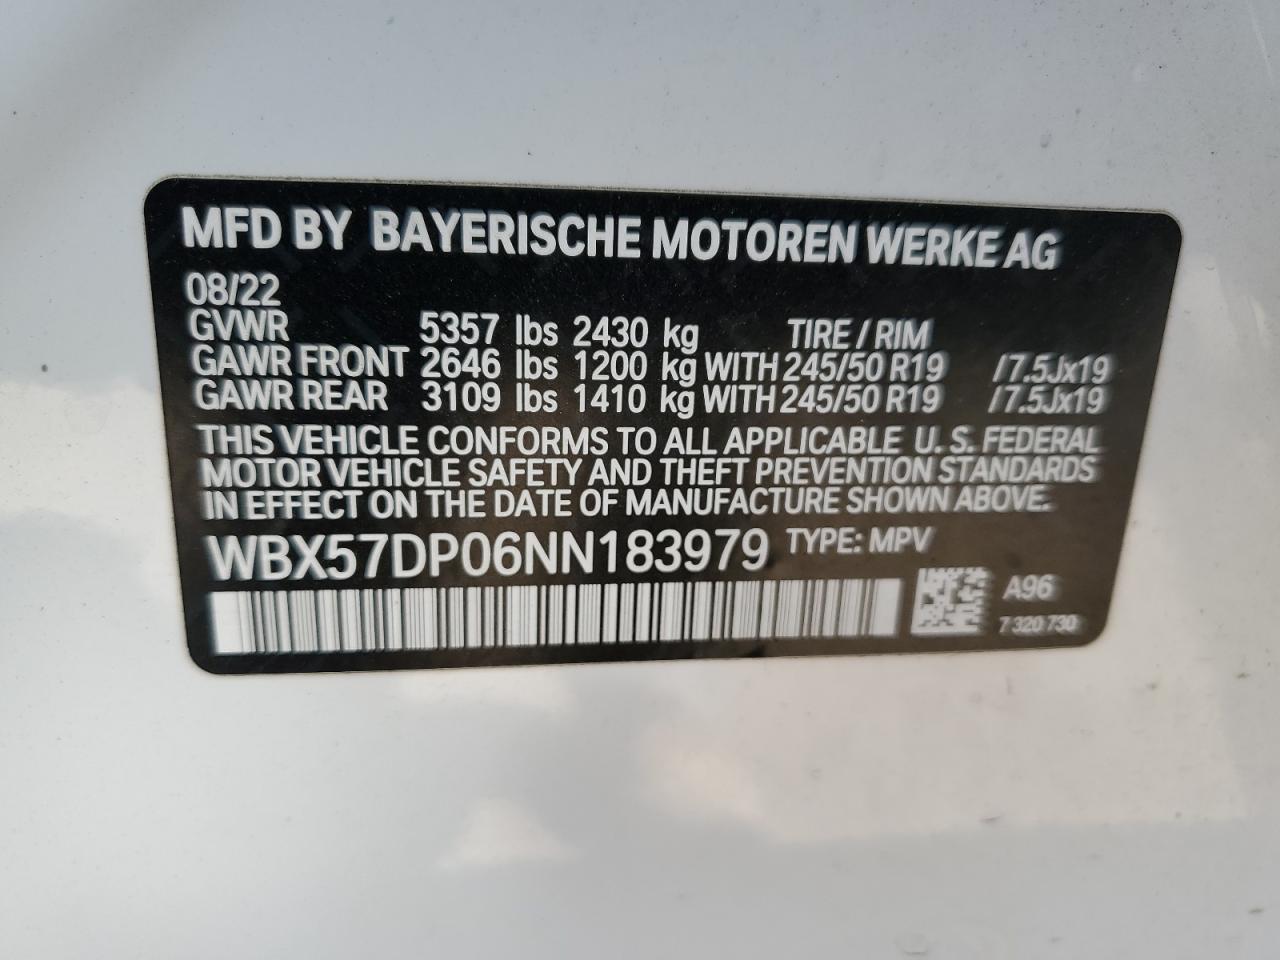 MFD BY BAYERISCHE MOTOREN WERKE AG
08/22
GVWR 5357 lbs 2430 kg TIRE / RIM
GAWR FRONT 2646 lbs 1200 kg WITH 245/50 R19 / 7.5Jx19
GAWR REAR 3109 lbs 1410 kg WITH 245/50 R19 / 7.5Jx19
THIS VEHICLE CONFORMS TO ALL APPLICABLE U. S. FEDERAL
MOTOR VEHICLE SAFETY AND THEFT PREVENTION STANDARDS
IN EFFECT ON THE DATE OF MANUFACTURE SHOWN ABOVE.
WBX57DP06NN183979 TYPE: MPV
A96
7 320 730